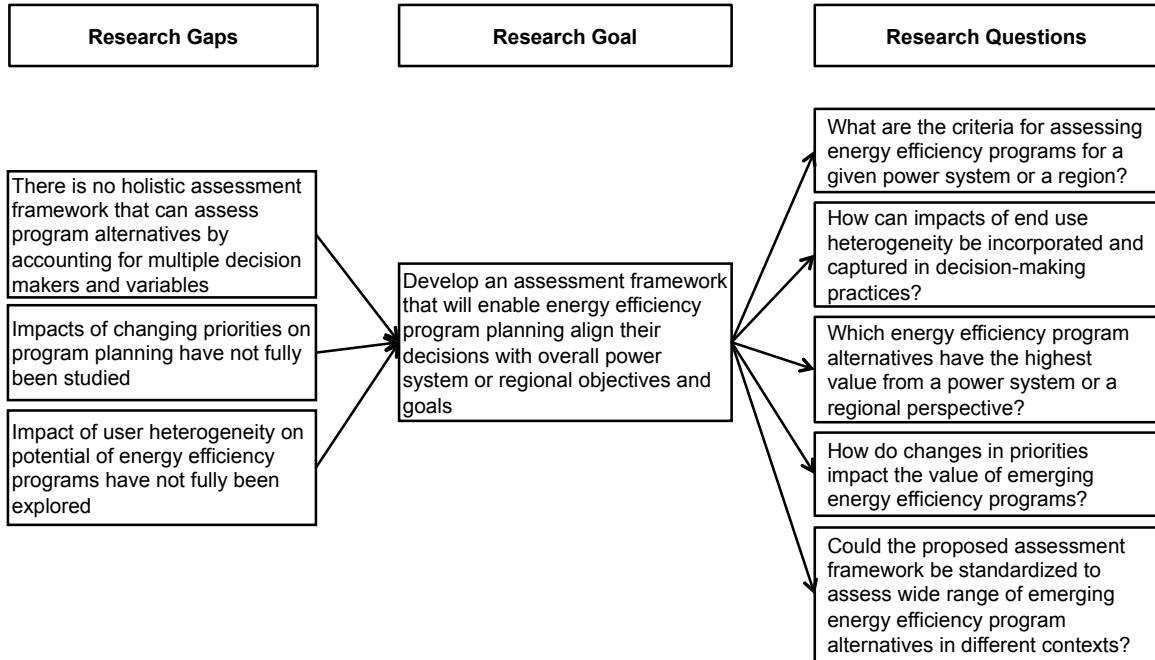 Research Gaps
Research Goal
Research Questions
There is no holistic assessment
framework that can assess
program alternatives by
accounting for multiple decision
makers and variables
Impacts of changing priorities on
program planning have not fully
been studied
Impact of user heterogeneity on
potential of energy efficiency
programs have not fully been
explored
Develop an assessment framework
that will enable energy efficiency
program planning align their
decisions with overall power
system or regional objectives and
goals
What are the criteria for assessing
energy efficiency programs for a
given power system or a region?
How can impacts of end use
heterogeneity be incorporated and
captured in decision-making
practices?
Which energy efficiency program
alternatives have the highest
value from a power system or a
regional perspective?
How do changes in priorities
impact the value of emerging
energy efficiency programs?
Could the proposed assessment
framework be standardized to
assess wide range of emerging
energy efficiency program
alternatives in different contexts?